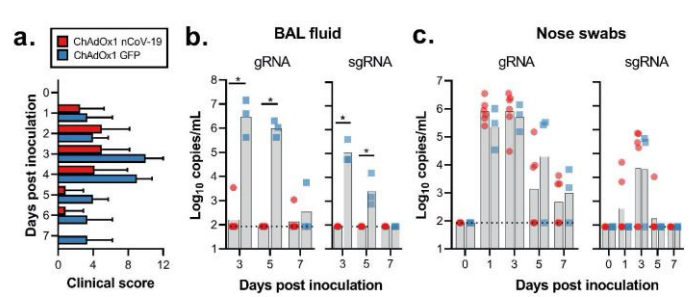 a.
ChAdOx1 nCoV-19
ChAdOx1 GFP
Days post inoculation
0
1
2
3
4
5
6
7
0 4 8 12
Clinical score
b.
BAL fluid
gRNA
sgRNA
Log10 copies/mL
8
7
6
5
4
3
2
1
* *
* *
3 5 7
3 5 7
Days post inoculation
c.
Nose swabs
gRNA
sgRNA
Log10 copies/mL
7
6
5
4
3
2
1
0 1 3 5 7
0 1 3 5 7
Days post inoculation